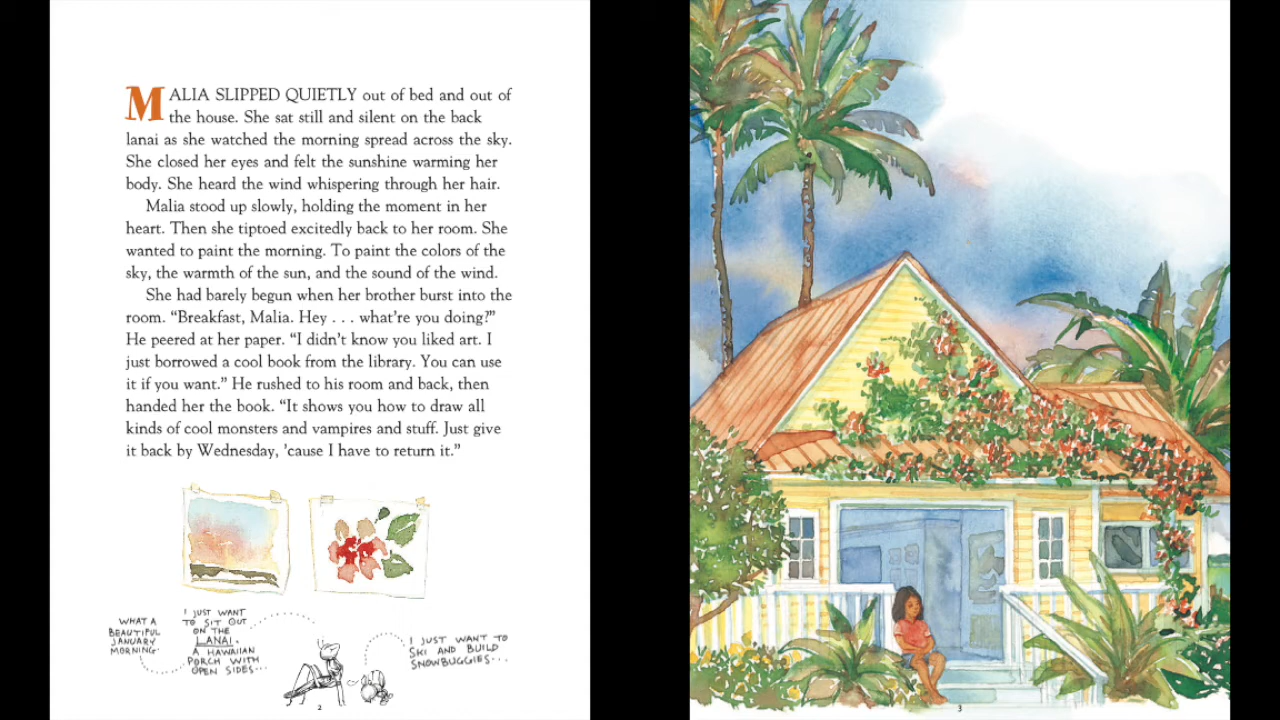 MALIA SLIPPED QUIETLY out of bed and out of
the house. She sat still and silent on the back
lanai as she watched the morning spread across the sky.
She closed her eyes and felt the sunshine warming her
body. She heard the wind whispering through her hair.
Malia stood up slowly, holding the moment in her
heart. Then she tiptoed excitedly back to her room. She
wanted to paint the morning. To paint the colors of the
sky, the warmth of the sun, and the sound of the wind.
She had barely begun when her brother burst into the
room. “Breakfast, Malia. Hey . . . what’re you doing?”
He peered at her paper. “I didn’t know you liked art. I
just borrowed a cool book from the library. You can use
it if you want.” He rushed to his room and back, then
handed her the book. “It shows you how to draw all
kinds of cool monsters and vampires and stuff. Just give
it back by Wednesday, ’cause I have to return it.”
WHAT A
BEAUTIFUL
JANUARY
MORNING.
I JUST WANT
TO SIT OUT
ON THE
LANAI.
A HAWAIIAN
PORCH WITH
OPEN SIDES...
I JUST WANT TO
SKI AND BUILD
SNOWBUGGIES...
2
3